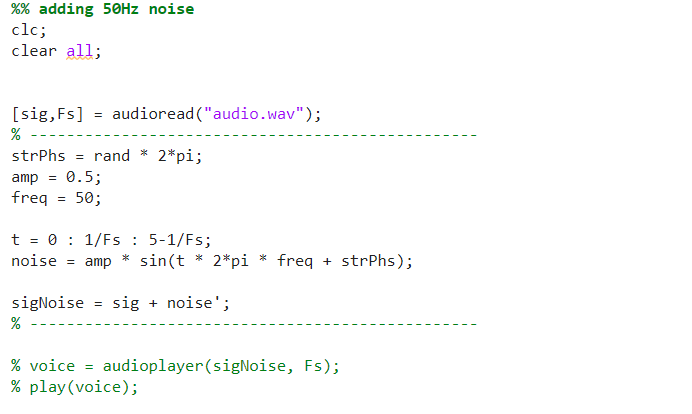 %% adding 50Hz noise
clc;
clear all;
[sig,Fs] = audioread("audio.wav");
% -------------------------------------------------
strPhs = rand * 2*pi;
amp = 0.5;
freq = 50;
t = 0 : 1/Fs : 5-1/Fs;
noise = amp * sin(t * 2*pi * freq + strPhs);
sigNoise = sig + noise';
% -------------------------------------------------
% voice = audioplayer(sigNoise, Fs);
% play(voice);